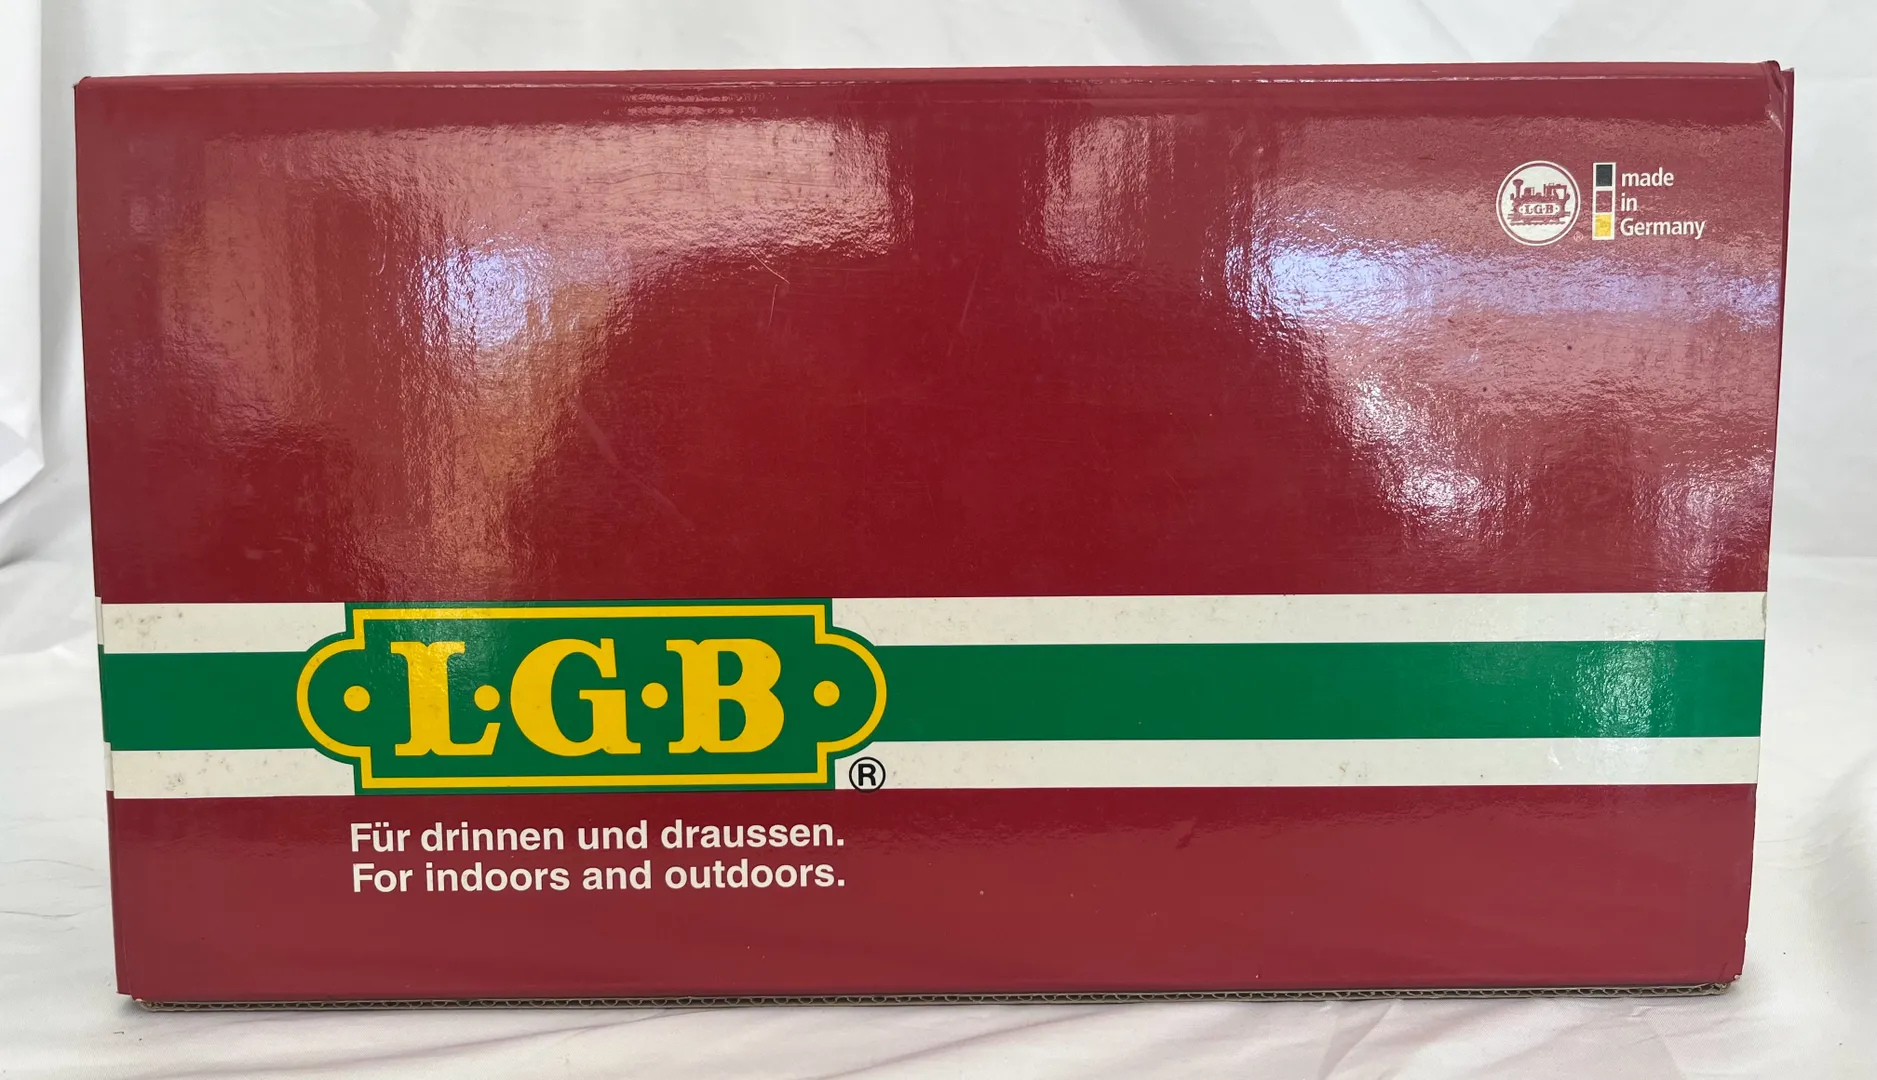 L·G·B
®
made
in
Germany
·L·G·B·
®
Für drinnen und draussen.
For indoors and outdoors.